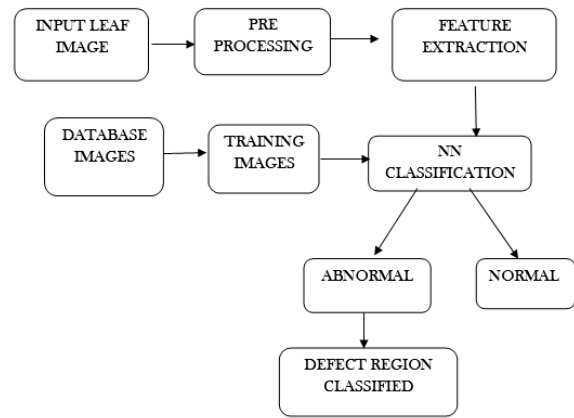 INPUT LEAF
IMAGE
PRE
PROCESSING
FEATURE
EXTRACTION
DATABASE
IMAGES
TRAINING
IMAGES
NN
CLASSIFICATION
ABNORMAL
NORMAL
DEFECT REGION
CLASSIFIED